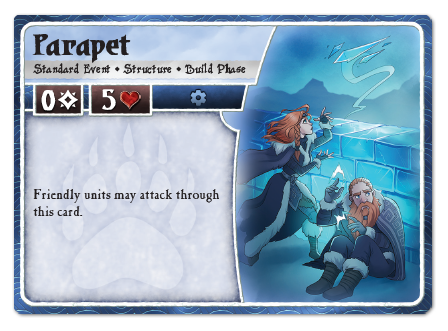 Parapet
Standard Event • Structure • Build Phase
0 5
Friendly units may attack through
this card.